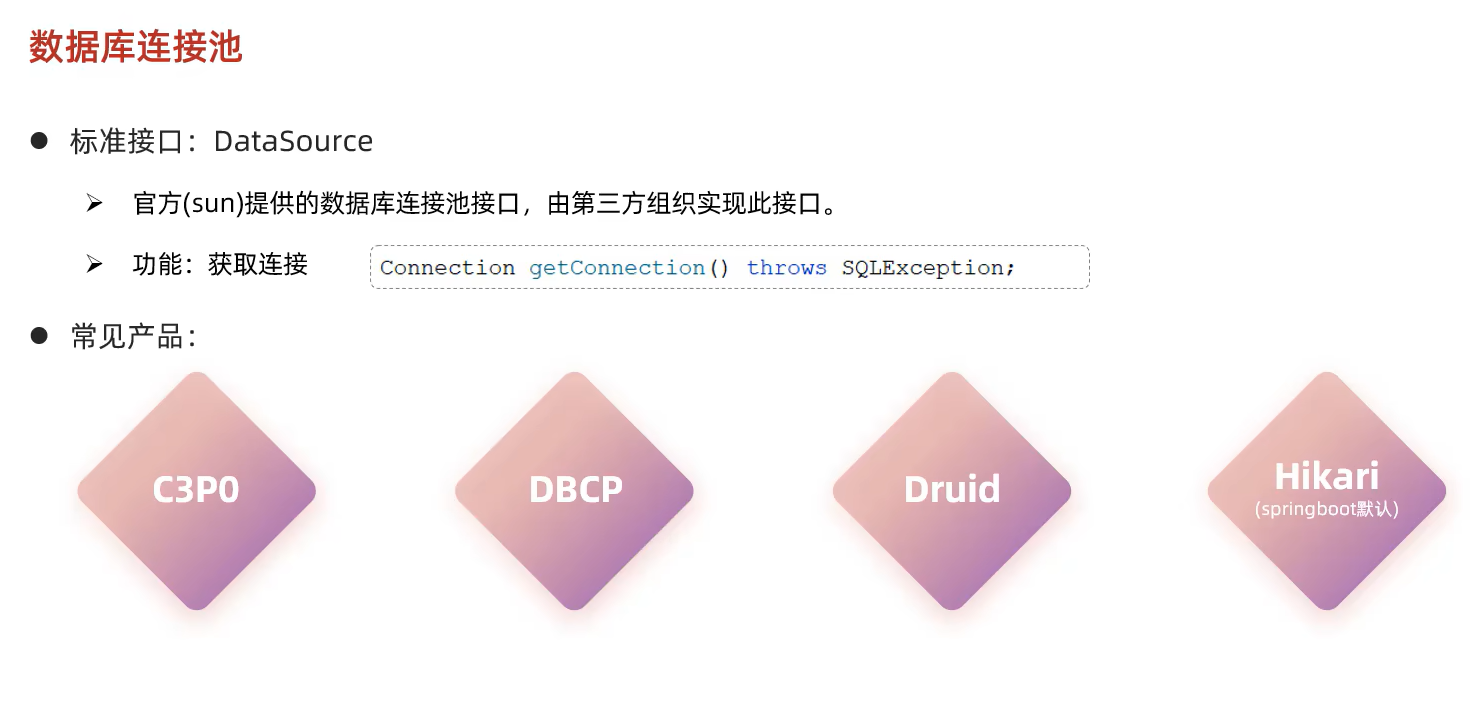 数据库连接池
标准接口：DataSource
官方(sun)提供的数据库连接池接口，由第三方组织实现此接口。
功能：获取连接
Connection getConnection() throws SQLException;
常见产品：
C3P0
DBCP
Druid
Hikari
(springboot默认)